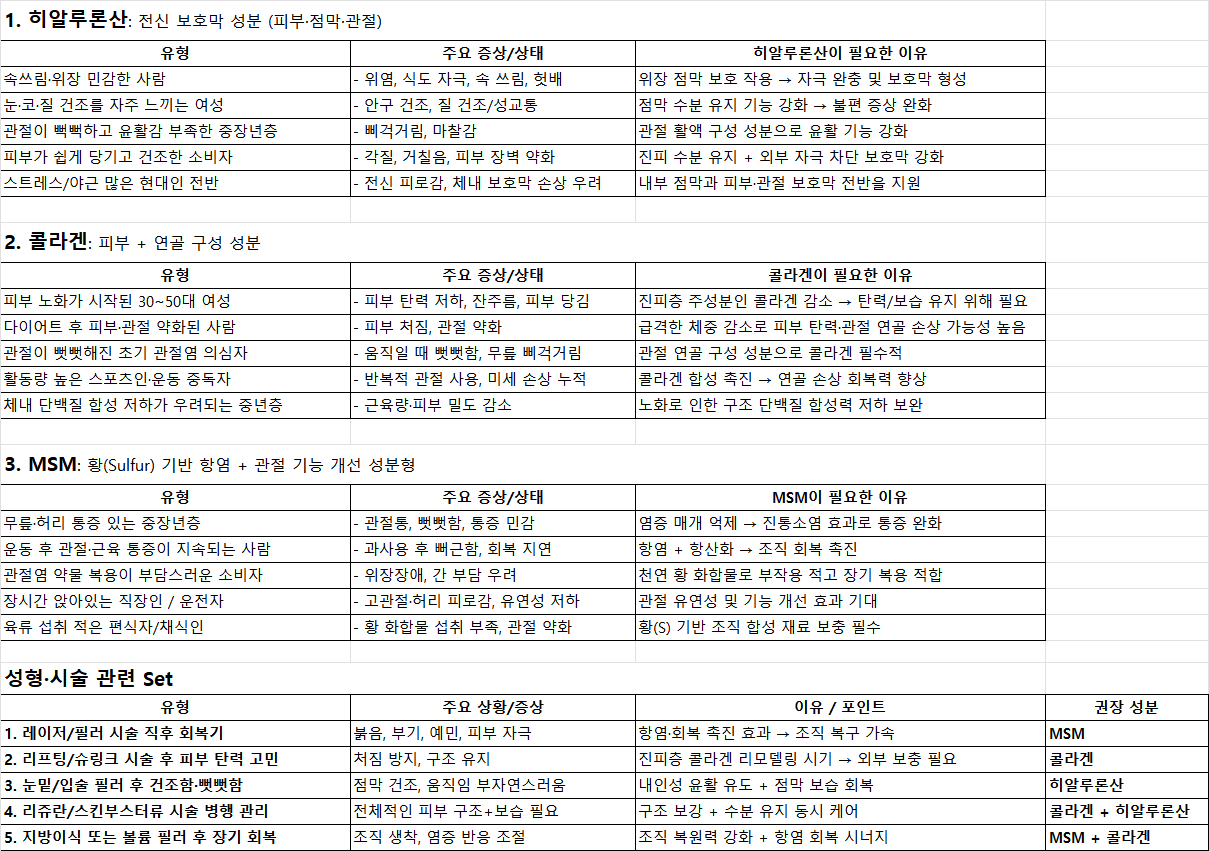 1. 히알루론산: 전신 보호막 성분 (피부·점막·관절)
유형 주요 증상/상태 히알루론산이 필요한 이유
속쓰림·위장 민감한 사람 - 위염, 식도 자극, 속 쓰림, 헛배 위장 점막 보호 작용 → 자극 완충 및 보호막 형성
눈·코·질 건조를 자주 느끼는 여성 - 안구 건조, 질 건조/성교통 점막 수분 유지 기능 강화 → 불편 증상 완화
관절이 뻑뻑하고 윤활감 부족한 중장년층 - 삐걱거림, 마찰감 관절 활액 구성 성분으로 윤활 기능 강화
피부가 쉽게 당기고 건조한 소비자 - 각질, 거칠음, 피부 장벽 약화 진피 수분 유지 + 외부 자극 차단 보호막 강화
스트레스/야근 많은 현대인 전반 - 전신 피로감, 체내 보호막 손상 우려 내부 점막과 피부·관절 보호막 전반을 지원
2. 콜라겐: 피부 + 연골 구성 성분
유형 주요 증상/상태 콜라겐이 필요한 이유
피부 노화가 시작된 30~50대 여성 - 피부 탄력 저하, 잔주름, 피부 당김 진피층 주성분인 콜라겐 감소 → 탄력/보습 유지 위해 필요
다이어트 후 피부·관절 약화된 사람 - 피부 처짐, 관절 약화 급격한 체중 감소로 피부 탄력·관절 연골 손상 가능성 높음
관절이 뻣뻣해진 초기 관절염 의심자 - 움직일 때 뻣뻣함, 무릎 삐걱거림 관절 연골 구성 성분으로 콜라겐 필수적
활동량 높은 스포츠인·운동 중독자 - 반복적 관절 사용, 미세 손상 누적 콜라겐 합성 촉진 → 연골 손상 회복력 향상
체내 단백질 합성 저하가 우려되는 중년층 - 근육량·피부 밀도 감소 노화로 인한 구조 단백질 합성력 저하 보완
3. MSM: 황(Sulfur) 기반 항염 + 관절 기능 개선 성분형
유형 주요 증상/상태 MSM이 필요한 이유
무릎·허리 통증 있는 중장년층 - 관절통, 뻣뻣함, 통증 민감 염증 매개 억제 → 진통소염 효과로 통증 완화
운동 후 관절·근육 통증이 지속되는 사람 - 과사용 후 뻐근함, 회복 지연 항염 + 항산화 → 조직 회복 촉진
관절염 약물 복용이 부담스러운 소비자 - 위장장애, 간 부담 우려 천연 황 화합물로 부작용 적고 장기 복용 적합
장시간 앉아있는 직장인 / 운전자 - 고관절·허리 피로감, 유연성 저하 관절 유연성 및 기능 개선 효과 기대
육류 섭취 적은 편식자/채식인 - 황 화합물 섭취 부족, 관절 약화 황(S) 기반 조직 합성 재료 보충 필수
성형·시술 관련 Set
유형 주요 상황/증상 이유 / 포인트 권장 성분
1. 레이저/필러 시술 직후 회복기 붉음, 부기, 예민, 피부 자극 항염·회복 촉진 효과 → 조직 복구 가속 MSM
2. 리프팅/슈링크 시술 후 피부 탄력 고민 처짐 방지, 구조 유지 진피층 콜라겐 리모델링 시기 → 외부 보충 필요 콜라겐
3. 눈밑/입술 필러 후 건조함·뻣뻣함 점막 건조, 움직임 부자연스러움 내인성 윤활 유도 + 점막 보습 회복 히알루론산
4. 리쥬란/스킨부스터류 시술 병행 관리 전체적인 피부 구조+보습 필요 구조 보강 + 수분 유지 동시 케어 콜라겐 + 히알루론산
5. 지방이식 또는 볼륨 필러 후 장기 회복 조직 생착, 염증 반응 조절 조직 복원력 강화 + 항염 회복 시너지 MSM + 콜라겐